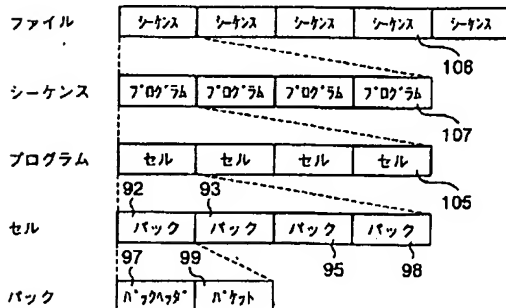 ファイル シーケンス シーケンス シーケンス シーケンス シーケンス
106
シーケンス プログラム プログラム プログラム プログラム
107
プログラム セル セル セル セル
105
92 93
セル パック パック パック パック
97 99 95 98
パック パックヘッダ パケット